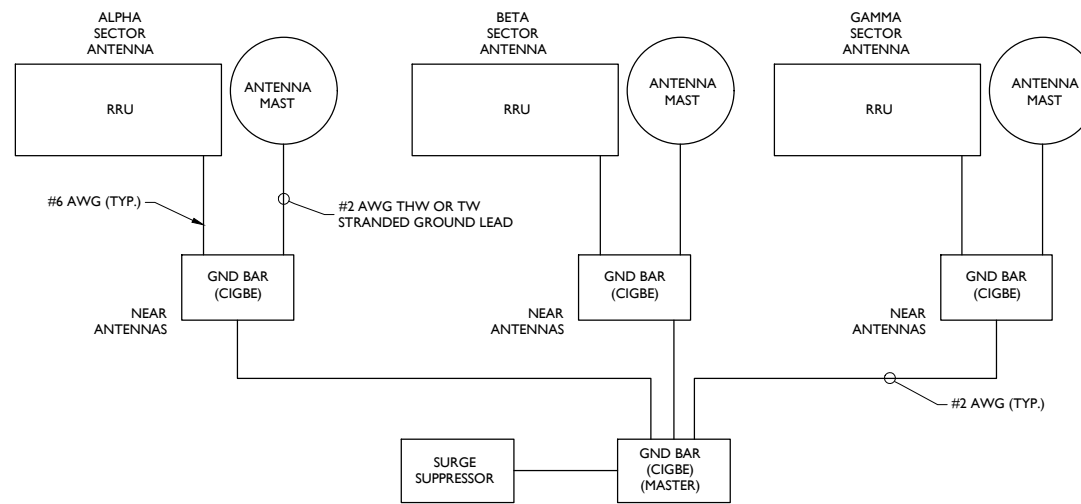 ALPHA
SECTOR
ANTENNA
BETA
SECTOR
ANTENNA
GAMMA
SECTOR
ANTENNA
RRU
ANTENNA
MAST
RRU
ANTENNA
MAST
RRU
ANTENNA
MAST
#6 AWG (TYP.)
#2 AWG THW OR TW
STRANDED GROUND LEAD
GND BAR
(CIGBE)
NEAR
ANTENNAS
GND BAR
(CIGBE)
NEAR
ANTENNAS
GND BAR
(CIGBE)
NEAR
ANTENNAS
#2 AWG (TYP.)
SURGE
SUPPRESSOR
GND BAR
(CIGBE)
(MASTER)